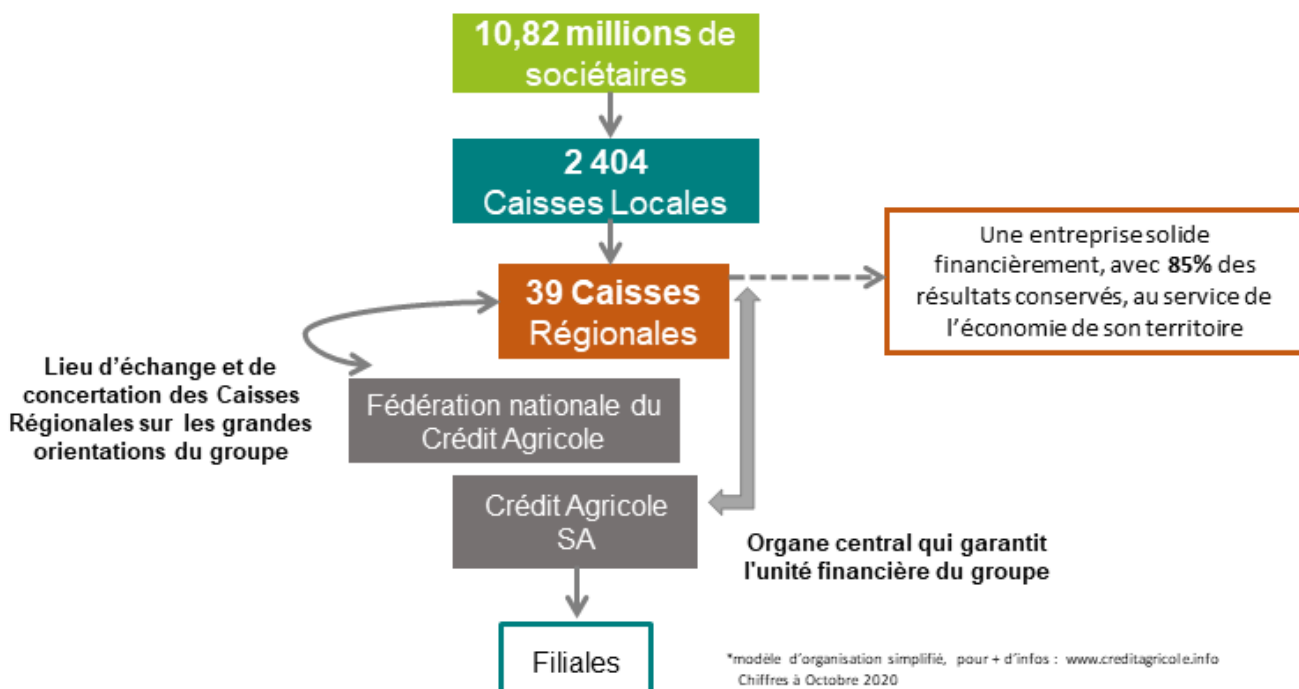 10,82 millions de
sociétaires
2 404
Caisses Locales
39 Caisses
Régionales
Une entreprise solide
financièrement, avec 85% des
résultats conservés, au service de
l'économie de son territoire
Lieu d'échange et de
concertation des Caisses
Régionales sur les grandes
orientations du groupe
Fédération nationale du
Crédit Agricole
Crédit Agricole
SA
Organe central qui garantit
l'unité financière du groupe
Filiales
*modèle d'organisation simplifié, pour + d'infos : www.creditagricole.info
Chiffres à Octobre 2020